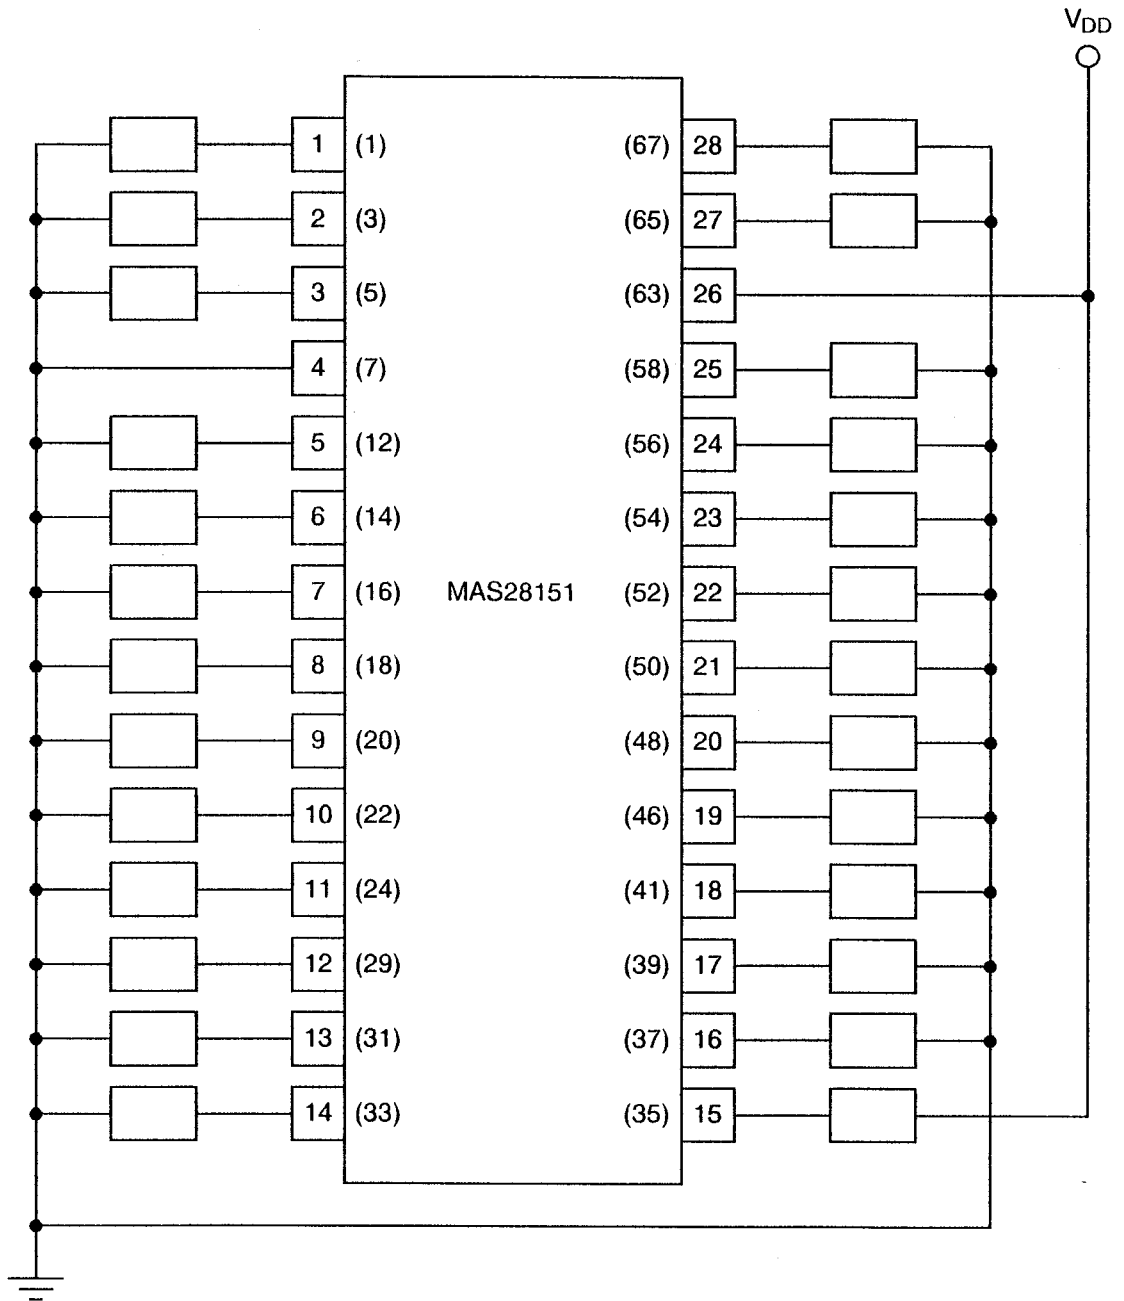 VDD
1 (1) (67) 28
2 (3) (65) 27
3 (5) (63) 26
4 (7) (58) 25
5 (12) (56) 24
6 (14) (54) 23
7 (16) MAS28151 (52) 22
8 (18) (50) 21
9 (20) (48) 20
10 (22) (46) 19
11 (24) (41) 18
12 (29) (39) 17
13 (31) (37) 16
14 (33) (35) 15